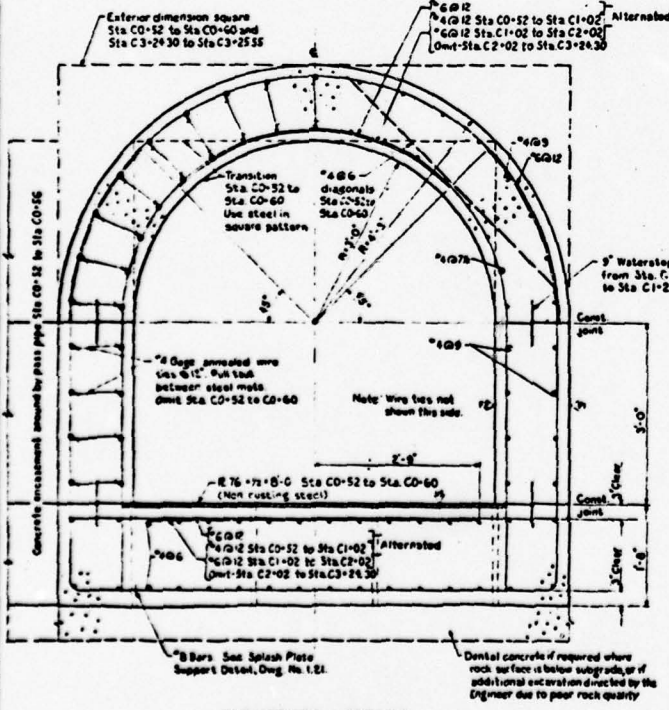 Exterior dimension square
Sta C0+52 to Sta C0+60 and
Sta C3+24.30 to Sta C3+25.55
℄
#6@12
#4@12 Sta C0+52 to Sta C1+02
#6@12 Sta. C1+02 to Sta. C2+02
Omit-Sta. C2+02 to Sta. C3+24.30
Alternated
#4@9
#6@12
Transition
Sta. C0+52 to
Sta. C0+60
Use steel in
square pattern
#4@6
diagonals
Sta C0+52 to
Sta C0+60
R=3'-0"
45°
9" Waterstop
from Sta.
to Sta C1+2
Const.
joint
#4@9
#4 Gage annealed wire
ties @12". Pull taut
between steel mats.
Omit Sta. C0+52 to C0+60
Note: Wire ties not
shown this side.
Concrete encasement around by pass pipe, Sta C0+52 to Sta C0+56
3'-0"
2'-9"
Sta C0+52 to Sta. C0+60
(Non rusting steel)
3" Clear
Const.
joint
#6@12
#4@12 Sta C0+52 to Sta C1+02
#6@12 Sta C1+02 to Sta C2+02
Omit-Sta C2+02 to Sta C3+24.30
Alternated
#4@6
3" Clear
1'-8"
#8 Bars See Splash Plate
Support Detail, Dwg. No. 1.21.
Dental concrete if required where
rock surface is below subgrade, or if
additional excavation directed by the
Engineer due to poor rock quality